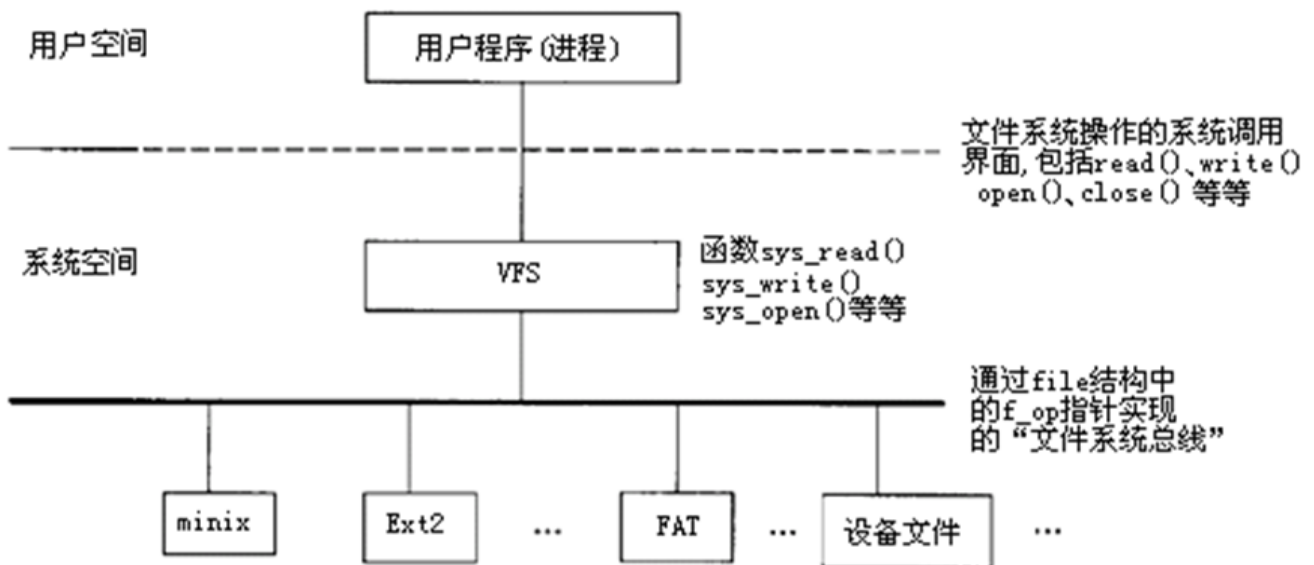 用户空间
用户程序(进程)
文件系统操作的系统调用
界面,包括read()、write()
open()、close()等等
系统空间
VFS
函数sys_read()
sys_write()
sys_open()等等
通过file结构中
的f_op指针实现
的“文件系统总线”
minix
Ext2
...
FAT
...
设备文件
...